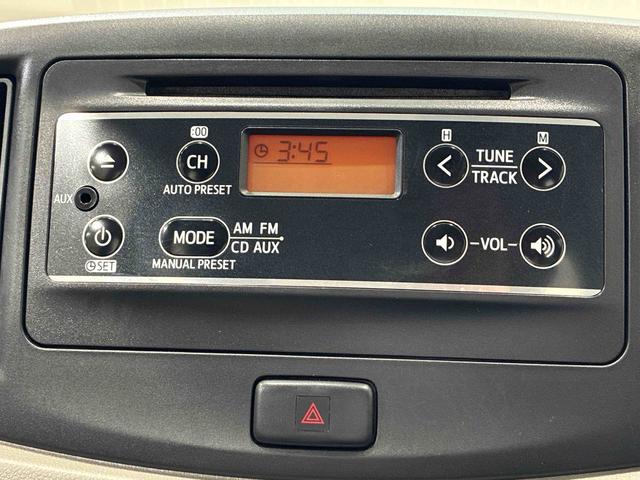 :00 H M
CH 3:45 TUNE
AUTO PRESET TRACK
AUX
MODE AM FM
CD AUX -VOL-
SET MANUAL PRESET